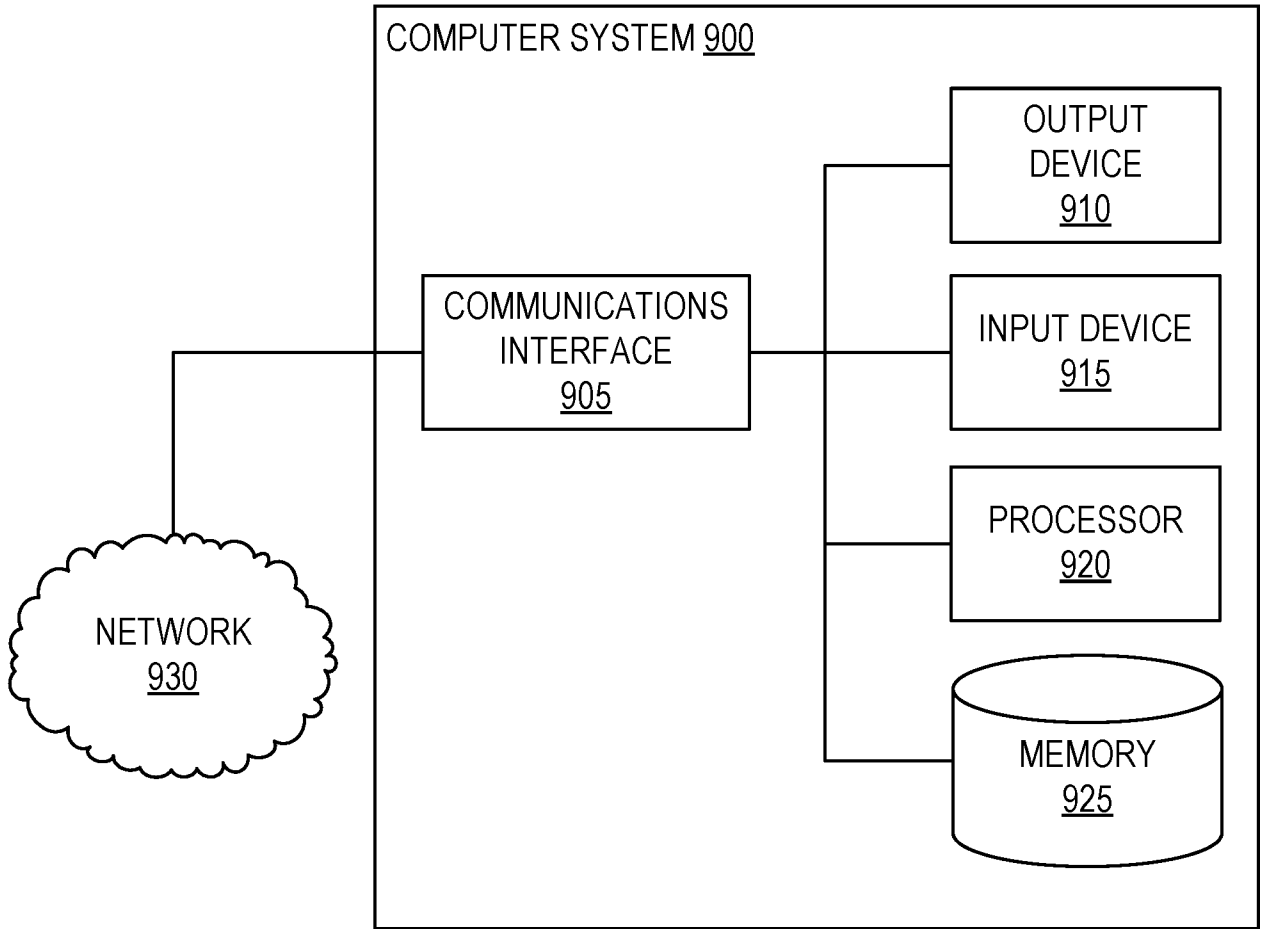 COMPUTER SYSTEM 900
OUTPUT
DEVICE
910
COMMUNICATIONS
INTERFACE
905
INPUT DEVICE
915
PROCESSOR
920
NETWORK
930
MEMORY
925